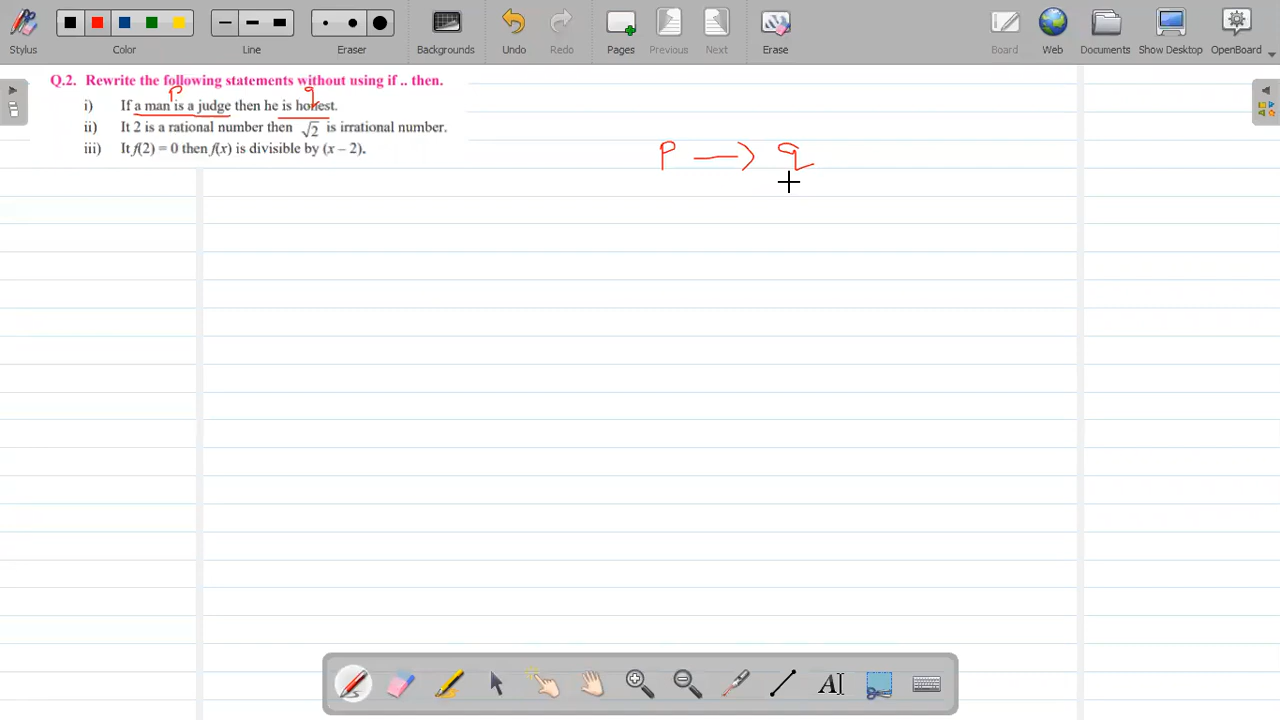 Stylus
Color
Line
Eraser
Backgrounds
Undo
Redo
Pages
Previous
Next
Erase
Board
Web
Documents
Show Desktop
OpenBoard
Q.2. Rewrite the following statements without using if .. then.
p q
i) If a man is a judge then he is honest.
ii) It 2 is a rational number then √2 is irrational number.
iii) It f(2) = 0 then f(x) is divisible by (x – 2).
p → q
AI